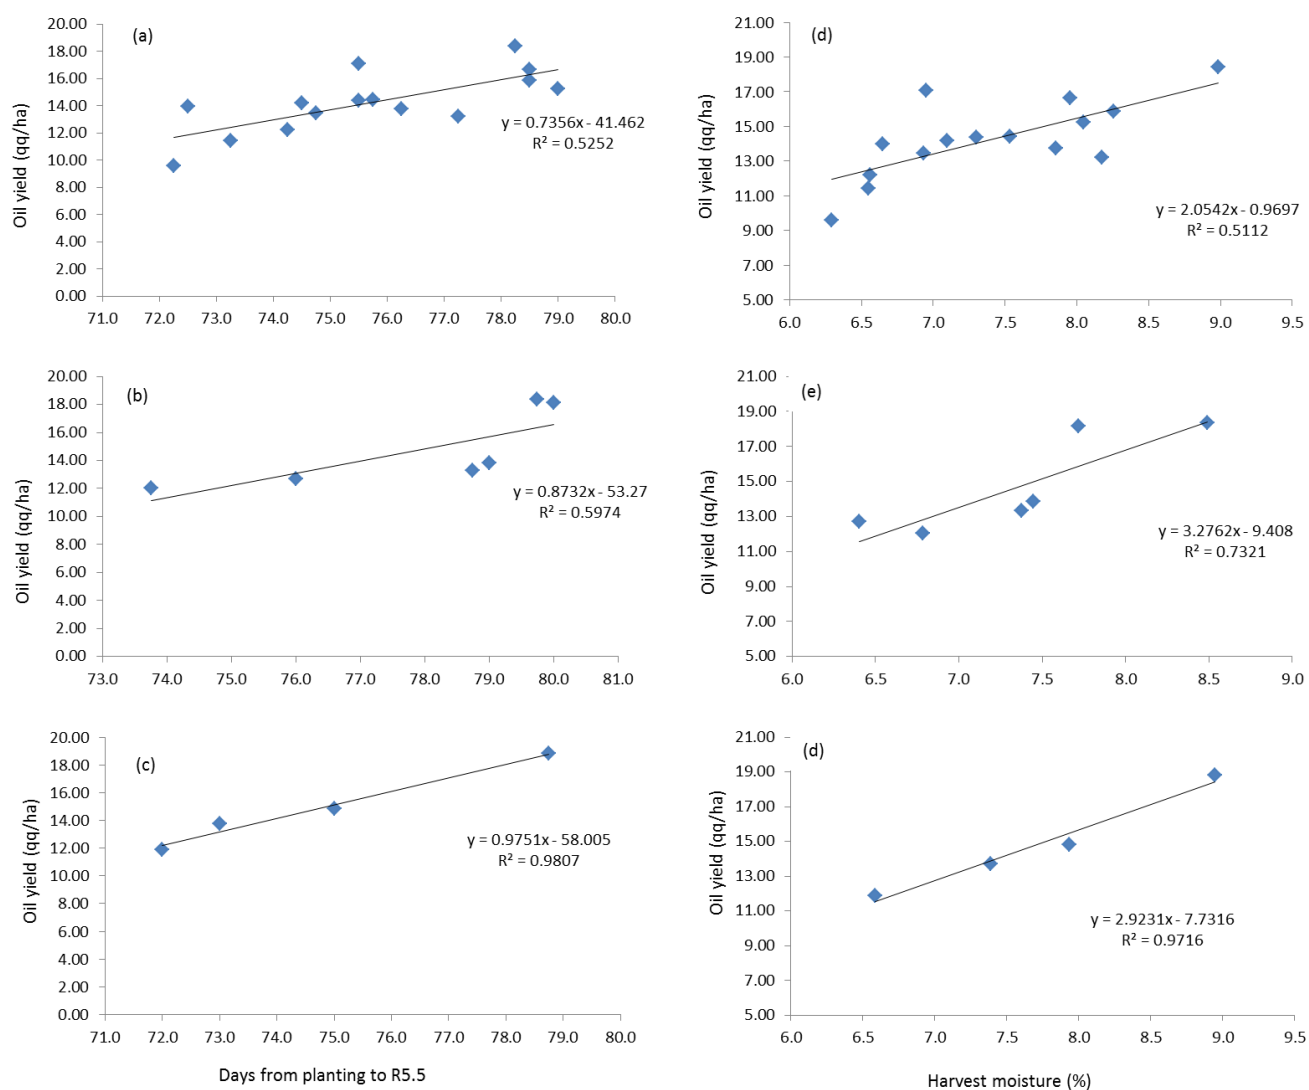 (a)
Oil yield (qq/ha)
20.00
18.00
16.00
14.00
12.00
10.00
8.00
6.00
4.00
2.00
0.00
y = 0.7356x - 41.462
R² = 0.5252
71.0 72.0 73.0 74.0 75.0 76.0 77.0 78.0 79.0 80.0
(d)
Oil yield (qq/ha)
21.00
19.00
17.00
15.00
13.00
11.00
9.00
7.00
5.00
y = 2.0542x - 0.9697
R² = 0.5112
6.0 6.5 7.0 7.5 8.0 8.5 9.0 9.5
(b)
Oil yield (qq/ha)
20.00
18.00
16.00
14.00
12.00
10.00
8.00
6.00
4.00
2.00
0.00
y = 0.8732x - 53.27
R² = 0.5974
73.0 74.0 75.0 76.0 77.0 78.0 79.0 80.0 81.0
(e)
Oil yield (qq/ha)
21.00
19.00
17.00
15.00
13.00
11.00
9.00
7.00
5.00
y = 3.2762x - 9.408
R² = 0.7321
6.0 6.5 7.0 7.5 8.0 8.5 9.0
(c)
Oil yield (qq/ha)
20.00
18.00
16.00
14.00
12.00
10.00
8.00
6.00
4.00
2.00
0.00
y = 0.9751x - 58.005
R² = 0.9807
71.0 72.0 73.0 74.0 75.0 76.0 77.0 78.0 79.0 80.0
Days from planting to R5.5
(d)
Oil yield (qq/ha)
21.00
19.00
17.00
15.00
13.00
11.00
9.00
7.00
5.00
y = 2.9231x - 7.7316
R² = 0.9716
6.0 6.5 7.0 7.5 8.0 8.5 9.0 9.5
Harvest moisture (%)